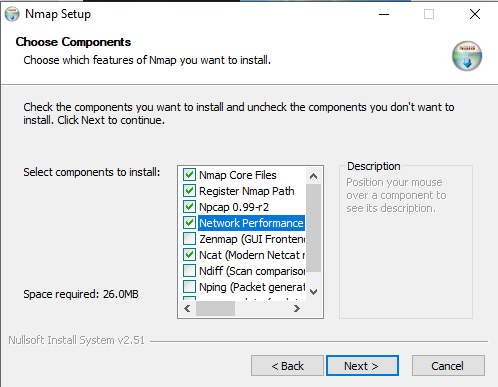 Nmap Setup
Choose Components
Choose which features of Nmap you want to install.
Check the components you want to install and uncheck the components you don't want to
install. Click Next to continue.
Select components to install:
Nmap Core Files
Register Nmap Path
Npcap 0.99-r2
Network Performance
Zenmap (GUI Frontend
Ncat (Modern Netcat r
Ndiff (Scan comparison
Nping (Packet generat
Description
Position your mouse
over a component to
see its description.
Space required: 26.0MB
Nullsoft Install System v2.51
< Back
Next >
Cancel